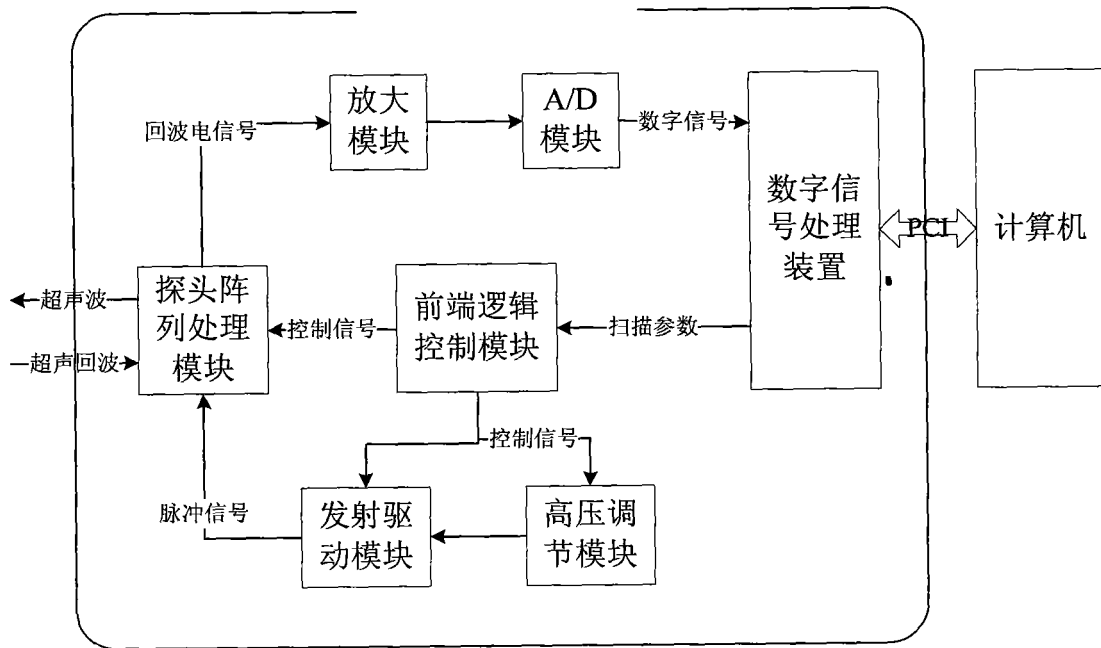 放大
模块
A/D
模块
回波电信号
数字信号
数字信
号处理
装置
PCI
计算机
超声波
超声回波
探头阵
列处理
模块
控制信号
前端逻辑
控制模块
扫描参数
控制信号
脉冲信号
发射驱
动模块
高压调
节模块